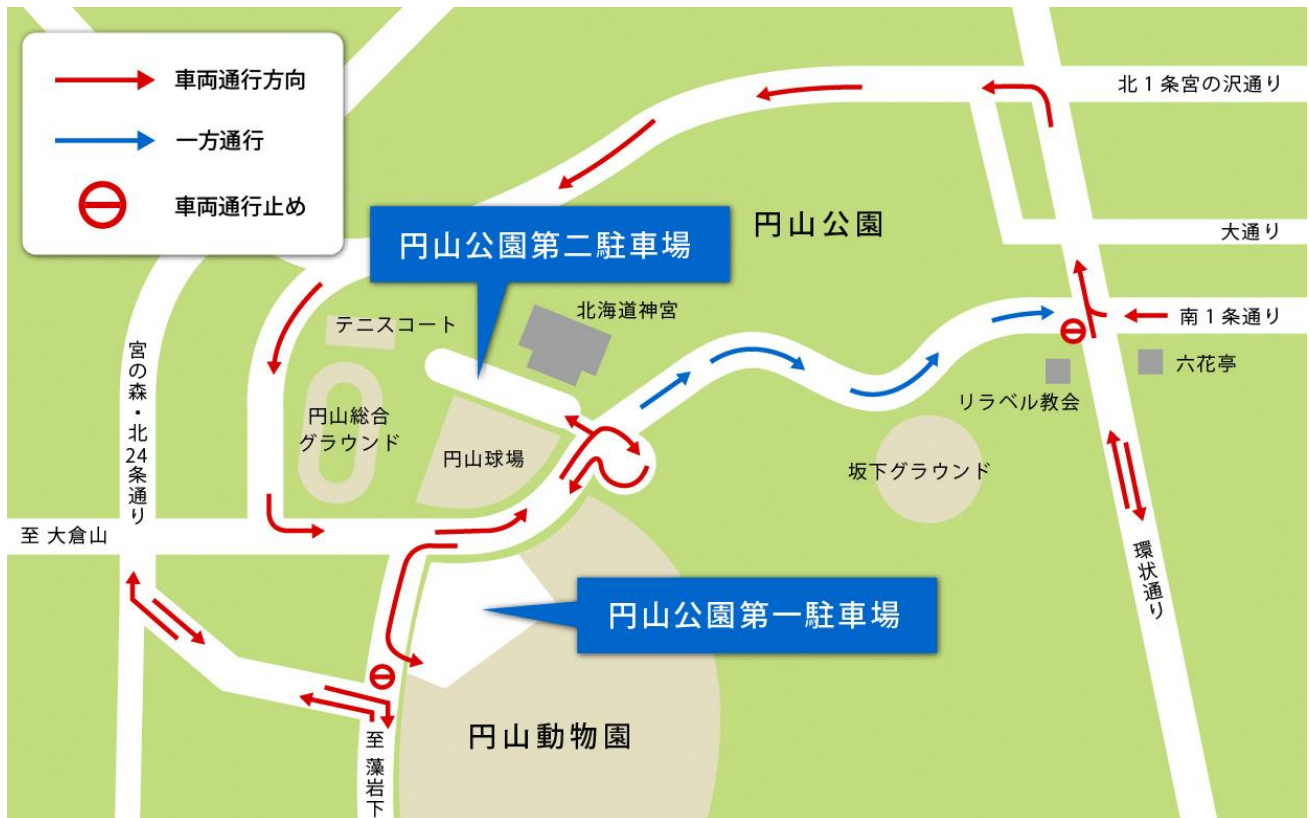 車両通行方向
一方通行
車両通行止め
北1条宮の沢通り
円山公園
大通り
円山公園第二駐車場
北海道神宮
南1条通り
テニスコート
六花亭
リラベル教会
宮の森・北24条通り
円山総合
グラウンド
円山球場
坂下グラウンド
至 大倉山
環状通り
円山公園第一駐車場
円山動物園
至 藻岩下